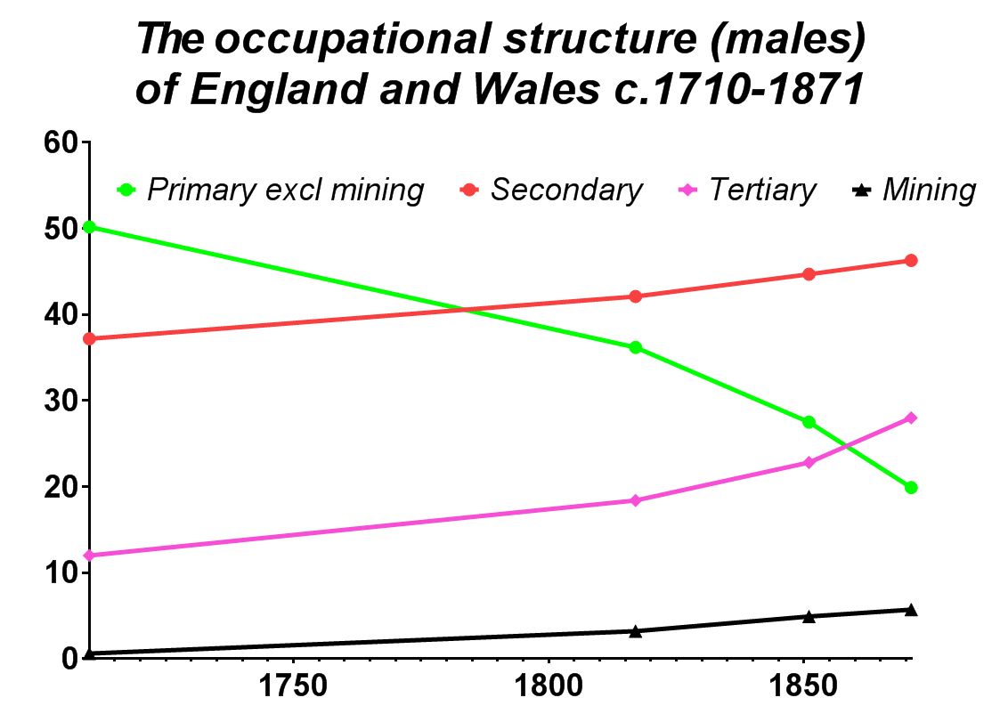 The occupational structure (males)
of England and Wales c.1710-1871
60
Primary excl mining Secondary Tertiary Mining
50
40
30
20
10
0
1750 1800 1850